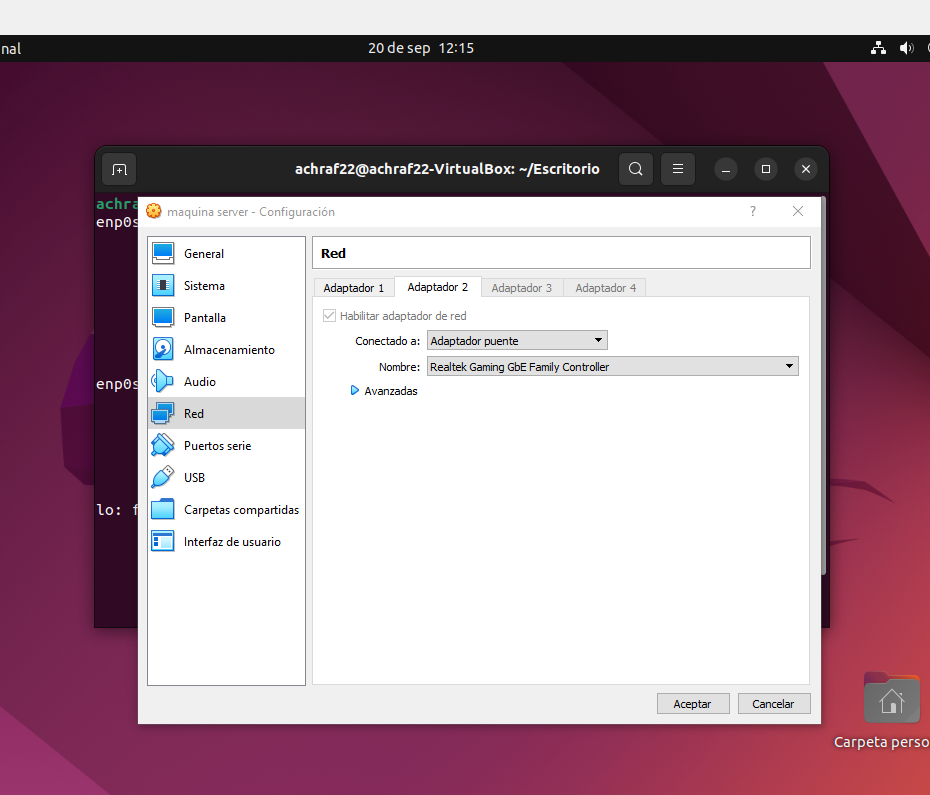 nal
20 de sep 12:15
achraf22@achraf22-VirtualBox: ~/Escritorio
achra
enp0s
enp0s
lo: f
maquina server - Configuración
?
General
Sistema
Pantalla
Almacenamiento
Audio
Red
Puertos serie
USB
Carpetas compartidas
Interfaz de usuario
Red
Adaptador 1
Adaptador 2
Adaptador 3
Adaptador 4
Habilitar adaptador de red
Conectado a: Adaptador puente
Nombre: Realtek Gaming GbE Family Controller
Avanzadas
Aceptar
Cancelar
Carpeta perso